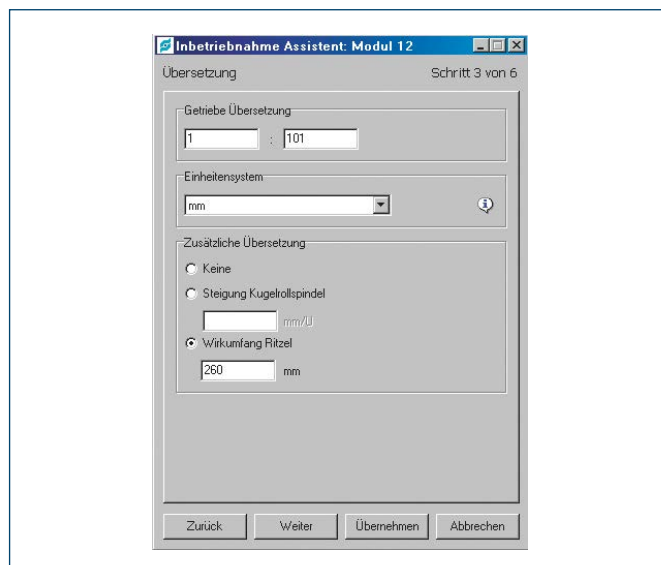 Inbetriebnahme Assistent: Modul 12
Übersetzung Schritt 3 von 6
Getriebe Übersetzung
1 : 101
Einheitensystem
mm
Zusätzliche Übersetzung
Keine
Steigung Kugelrollspindel
mm/U
Wirkumfang Ritzel
260 mm
Zurück Weiter Übernehmen Abbrechen